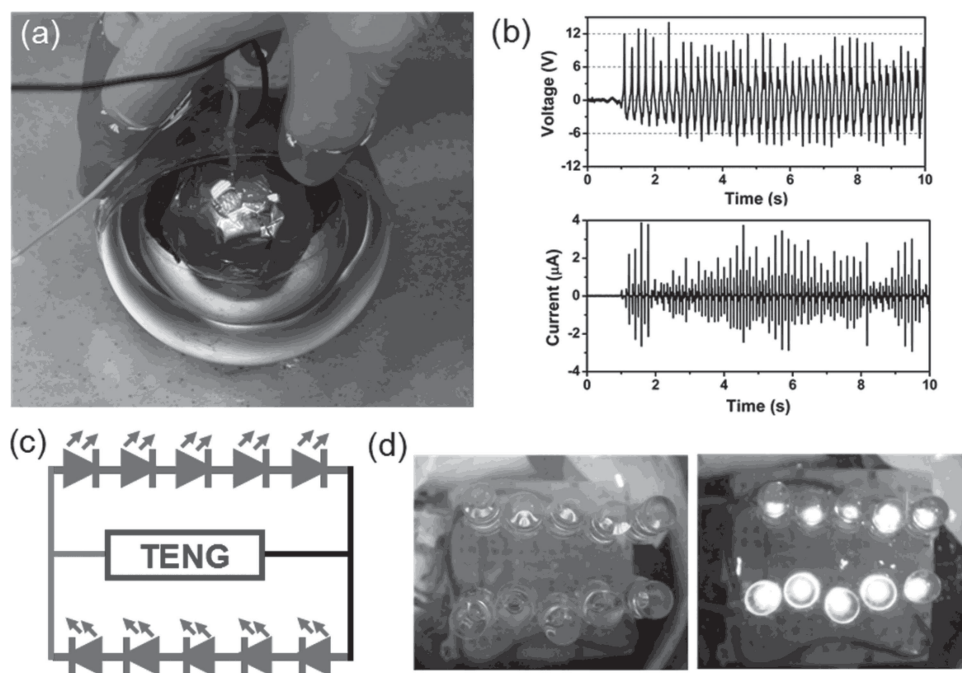 (a)
(b)
12
6
0
-6
-12
Voltage (V)
0 2 4 6 8 10
Time (s)
4
2
0
-2
-4
Current (μA)
0 2 4 6 8 10
Time (s)
(c)
TENG
(d)